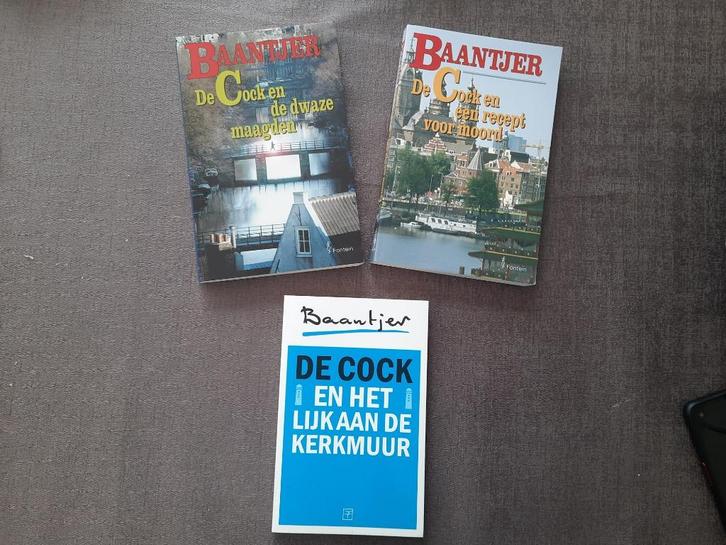 BAANTJER
De Cock en
de dwaze
maagden
Fontein
BAANTJER
De Cock en
een recept
voor moord
Fontein
Baantjer
DE COCK
EN HET
LIJK AAN DE
KERKMUUR